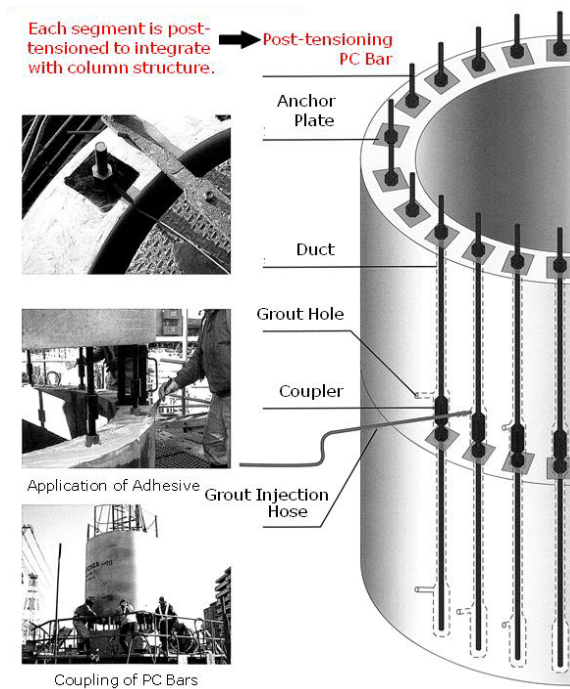 Each segment is post-
tensioned to integrate
with column structure.
Post-tensioning
PC Bar
Anchor
Plate
Duct
Grout Hole
Coupler
Grout Injection
Hose
Application of Adhesive
Coupling of PC Bars